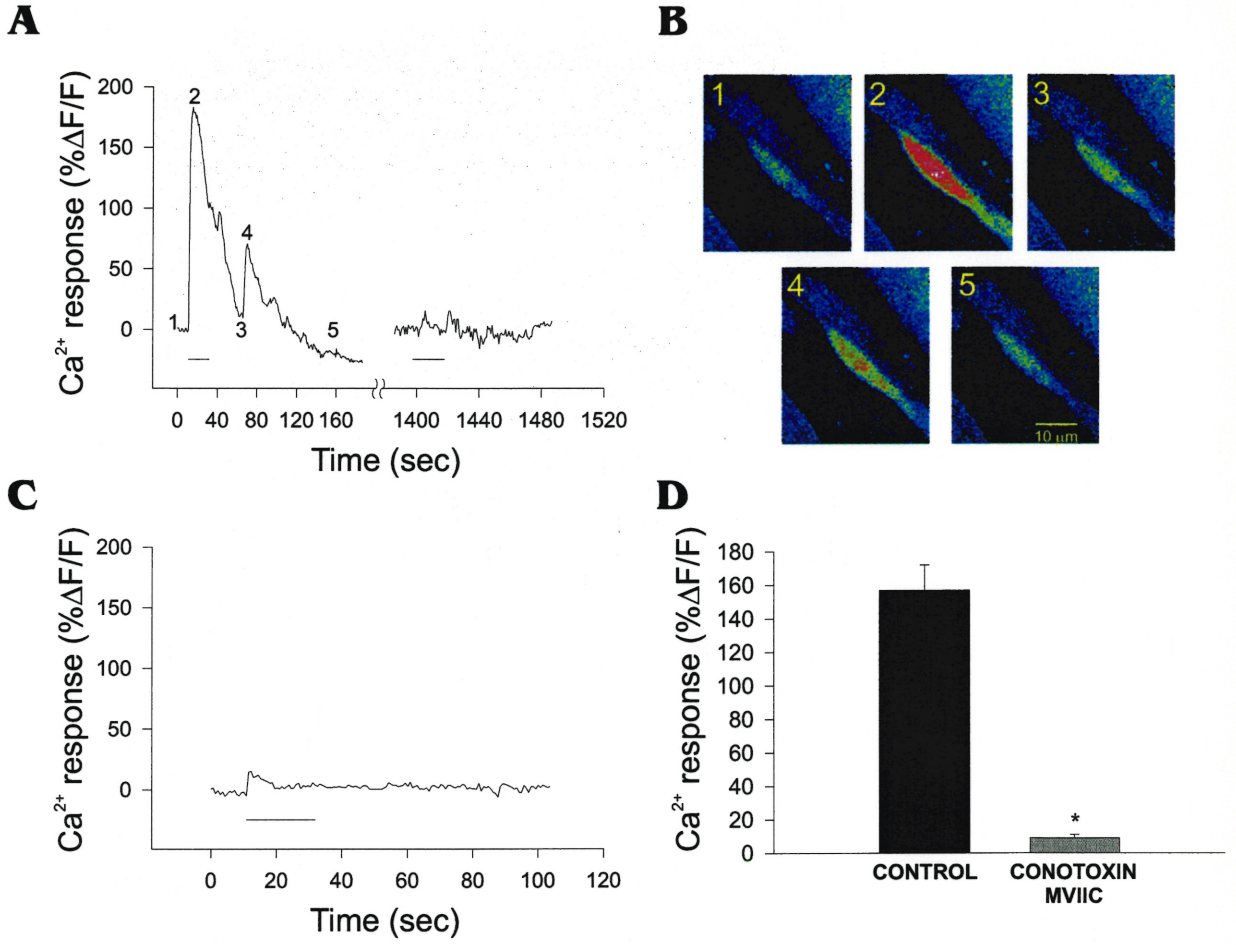 A
Ca2+ response (%ΔF/F)
200
150
100
50
0
1
2
3
4
5
0 40 80 120 160 1400 1440 1480 1520
Time (sec)
B
1
2
3
4
5
10 μm
C
Ca2+ response (%ΔF/F)
200
150
100
50
0
0 20 40 60 80 100 120
Time (sec)
D
Ca2+ response (%ΔF/F)
180
160
140
120
100
80
60
40
20
0
*
CONTROL
CONOTOXIN
MVIIC